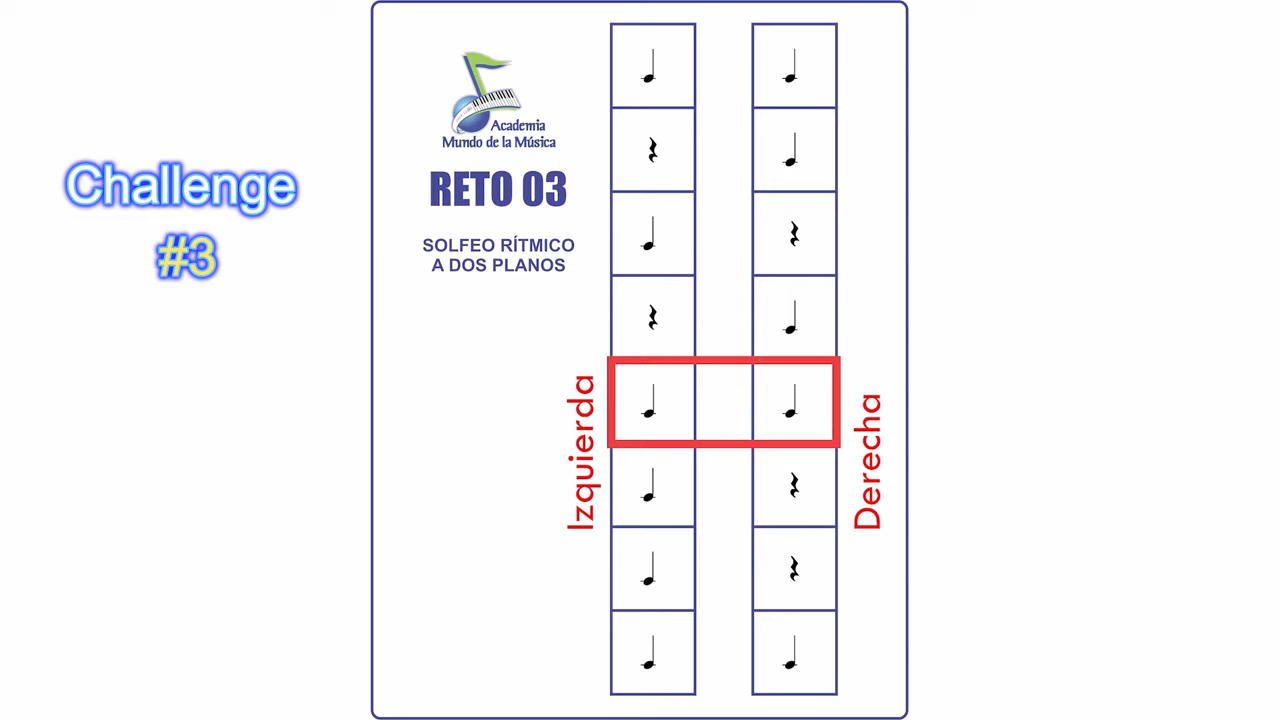 Challenge
#3
Academia
Mundo de la Música
RETO 03
SOLFEO RÍTMICO
A DOS PLANOS
Izquierda
Derecha